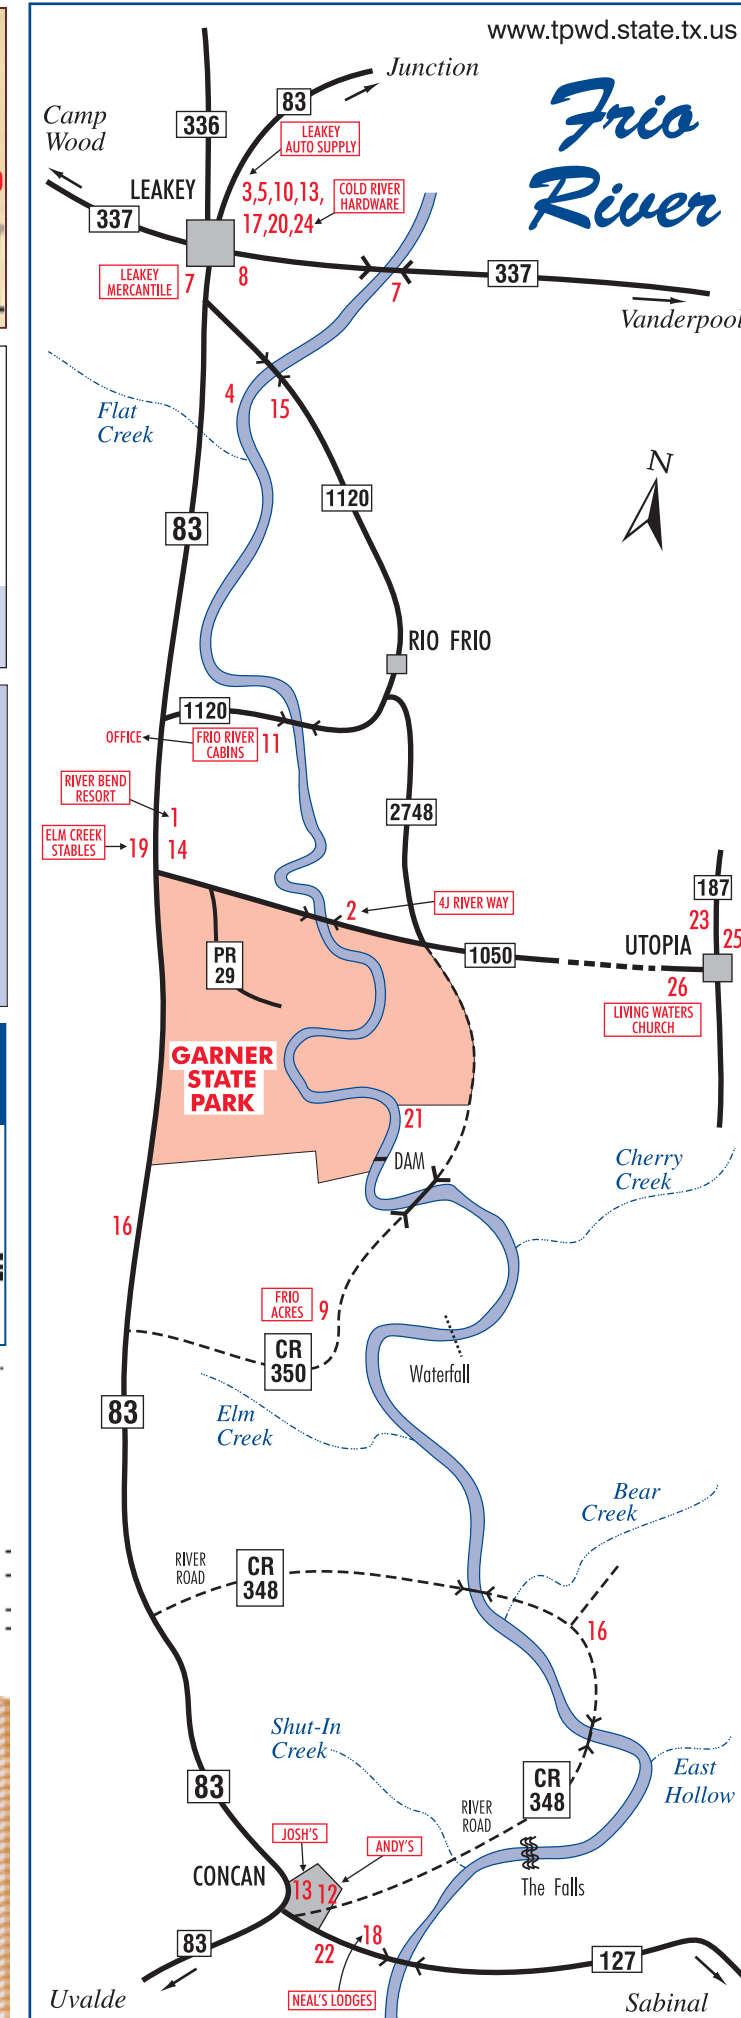 www.tpwd.state.tx.us
Frio
River
Junction
83
336
Camp
Wood
LEAKEY
AUTO SUPPLY
LEAKEY
3,5,10,13,
17,20,24
COLD RIVER
HARDWARE
337
LEAKEY
MERCANTILE
7
8
7
337
Vanderpool
4
15
Flat
Creek
N
1120
83
RIO FRIO
1120
OFFICE
FRIO RIVER
CABINS
11
RIVER BEND
RESORT
1
2748
ELM CREEK
STABLES
19
14
187
2
4J RIVER WAY
23
25
UTOPIA
1050
PR
29
26
LIVING WATERS
CHURCH
GARNER
STATE
PARK
21
DAM
Cherry
Creek
16
FRIO
ACRES
9
CR
350
Waterfall
83
Elm
Creek
Bear
Creek
RIVER
ROAD
CR
348
16
Shut-In
Creek
East
Hollow
CR
348
83
RIVER
ROAD
JOSH'S
ANDY'S
CONCAN
13
12
The Falls
18
22
83
127
Uvalde
NEAL'S LODGES
Sabinal